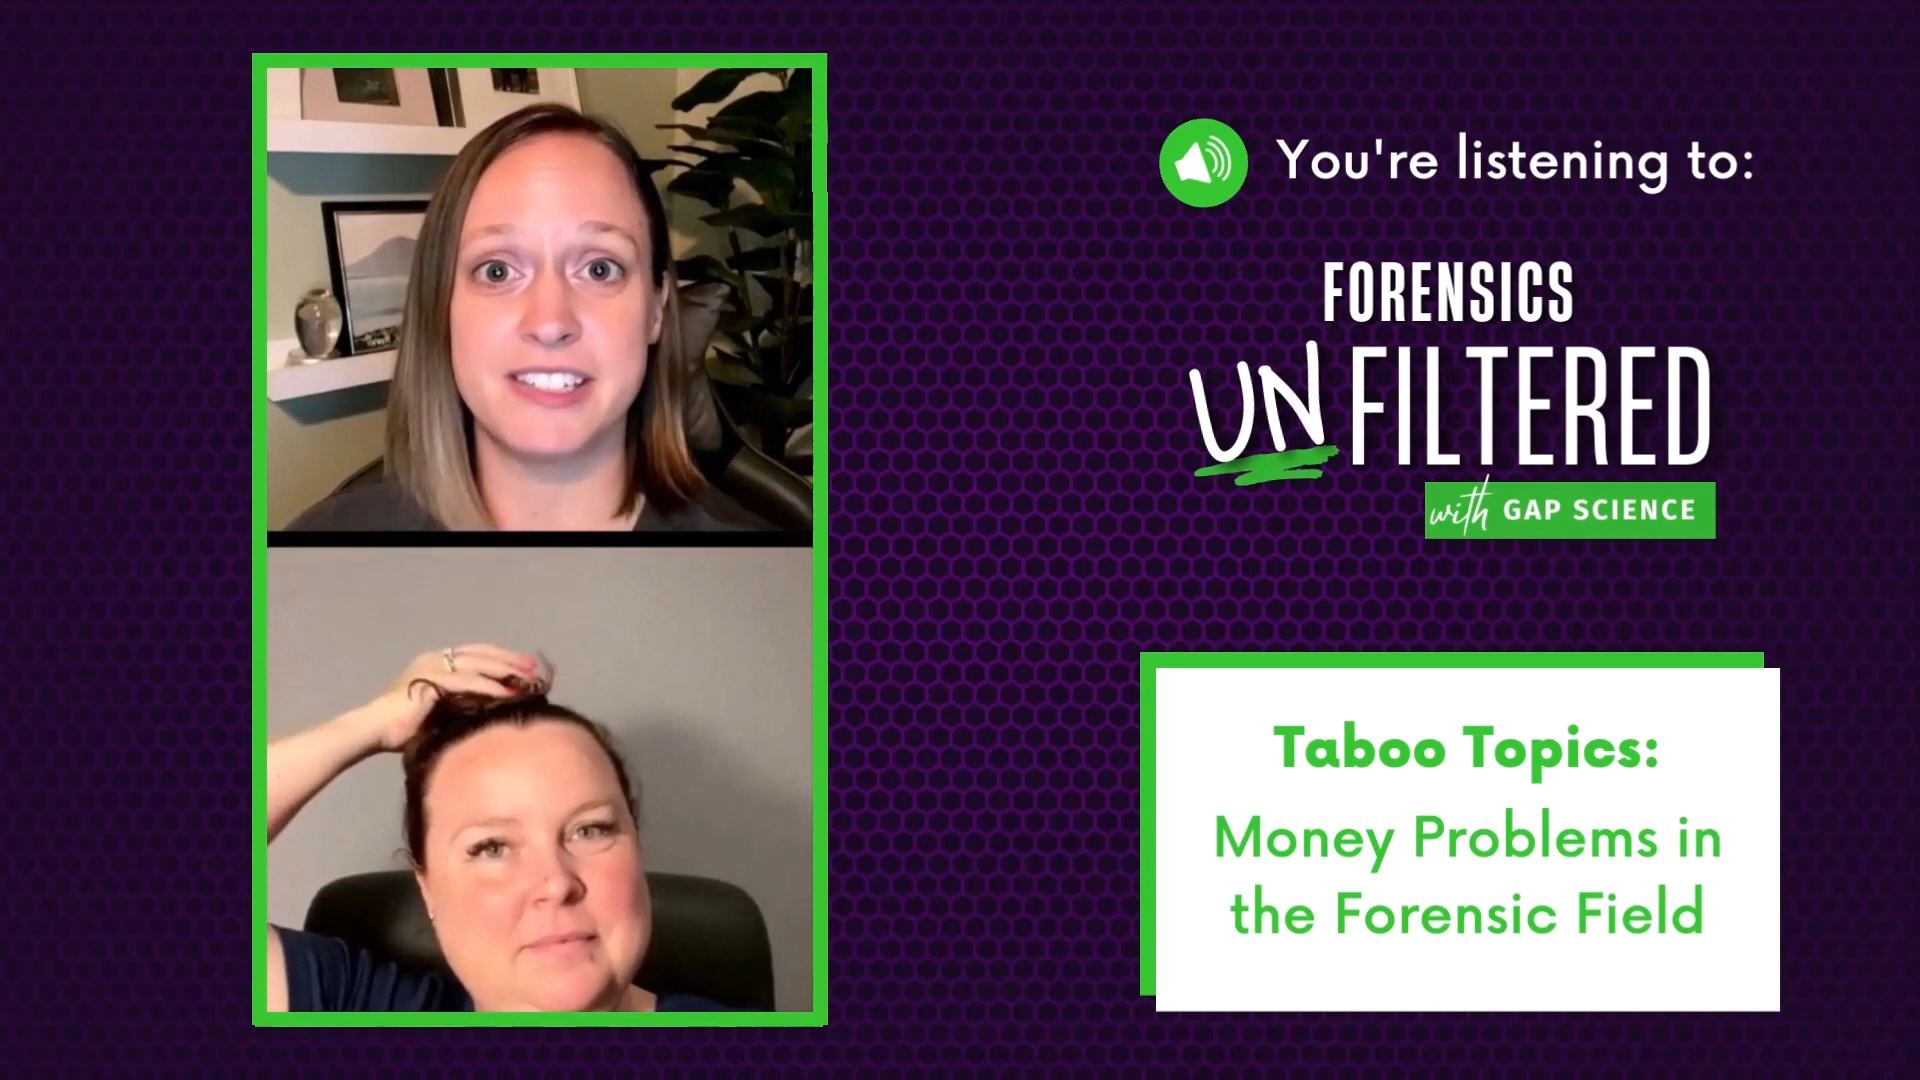 You're listening to:
FORENSICS
UNFILTERED
with GAP SCIENCE
Taboo Topics:
Money Problems in
the Forensic Field